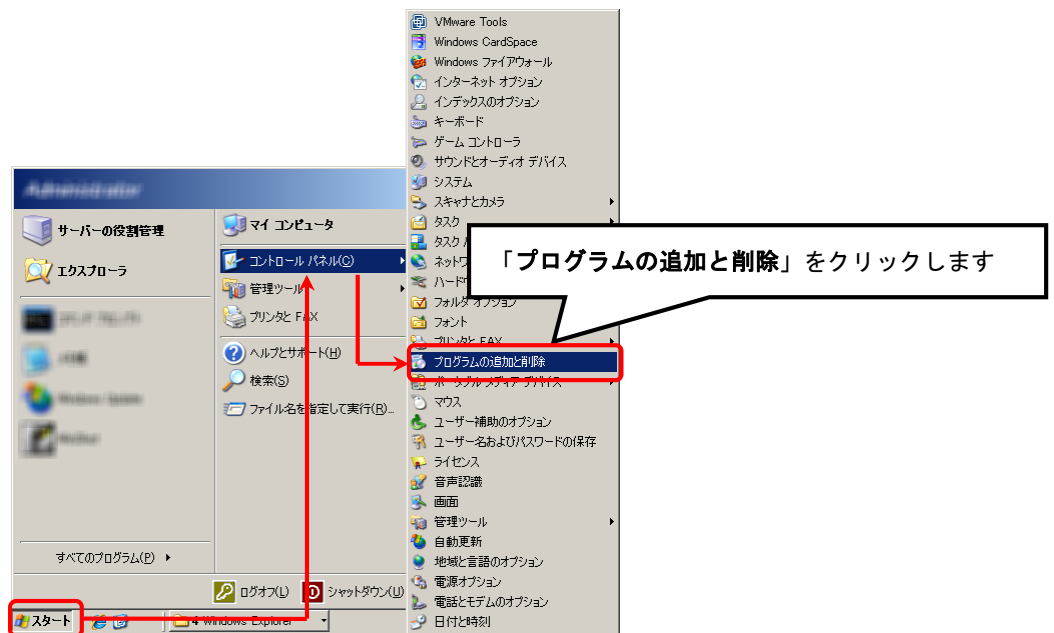 Administrator
サーバーの役割管理
エクスプローラ
すべてのプログラム(P)
マイ コンピュータ
コントロール パネル(C)
管理ツール
プリンタと FAX
ヘルプとサポート(H)
検索(S)
ファイル名を指定して実行(R)...
ログオフ(L)
シャットダウン(U)
スタート
4 Windows Explorer
VMware Tools
Windows CardSpace
Windows ファイアウォール
インターネット オプション
インデックスのオプション
キーボード
ゲーム コントローラ
サウンドとオーディオ デバイス
システム
スキャナとカメラ
タスク
タスク
ネットワ
ハード
フォルダ オプション
フォント
プリンタと FAX
プログラムの追加と削除
ポータブル メディア デバイス
マウス
ユーザー補助のオプション
ユーザー名およびパスワードの保存
ライセンス
音声認識
画面
管理ツール
自動更新
地域と言語のオプション
電源オプション
電話とモデムのオプション
日付と時刻
「プログラムの追加と削除」をクリックします